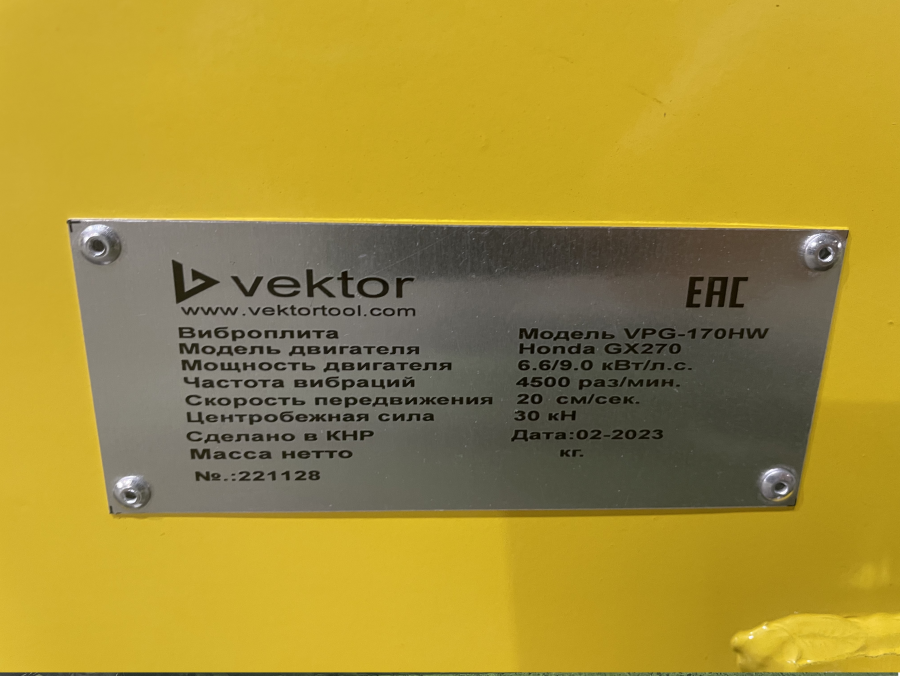 vektor EAC
www.vektortool.com
Виброплита Модель VPG-170HW
Модель двигателя Honda GX270
Мощность двигателя 6.6/9.0 кВт/л.с.
Частота вибраций 4500 раз/мин.
Скорость передвижения 20 см/сек.
Центробежная сила 30 кН
Сделано в КНР Дата:02-2023
Масса нетто кг.
№.:221128